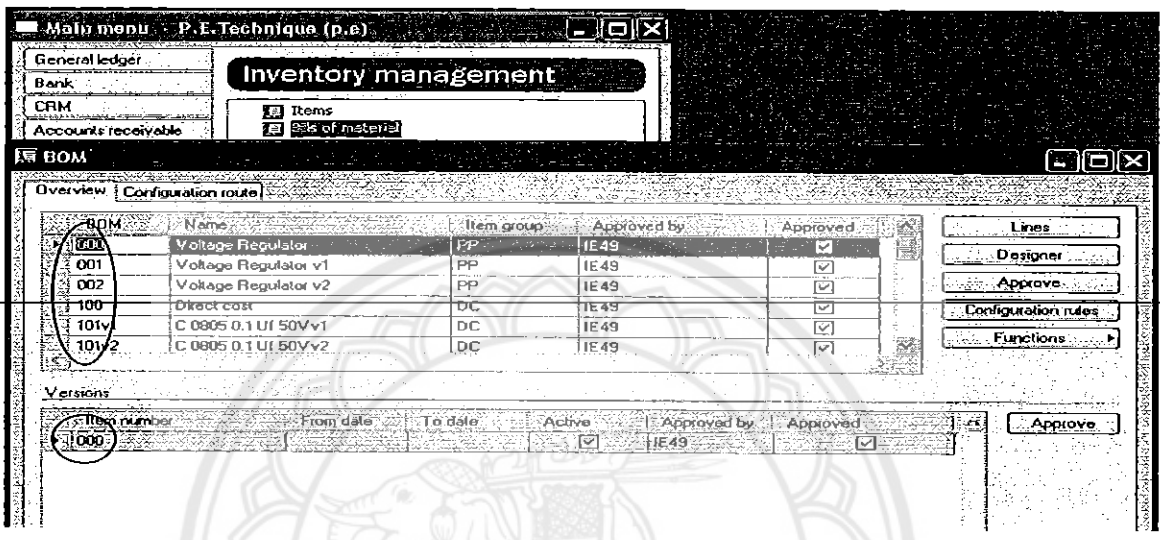 Main menu - P.E.Technique (p.e)
General ledger
Bank
CRM
Accounts receivable
Inventory management
Items
Bills of material
BOM
Overview Configuration route
BOM Name Item group Approved by Approved
000 Voltage Regulator PP IE49
001 Voltage Regulator v1 PP IE49
002 Voltage Regulator v2 PP IE49
100 Direct cost DC IE49
101v1 C 0805 0.1 Uf 50V v1 DC IE49
101v2 C 0805 0.1 Uf 50V v2 DC IE49
Lines
Designer
Approve
Configuration rules
Functions
Versions
Item number From date To date Active Approved by Approved
000 IE49
Approve